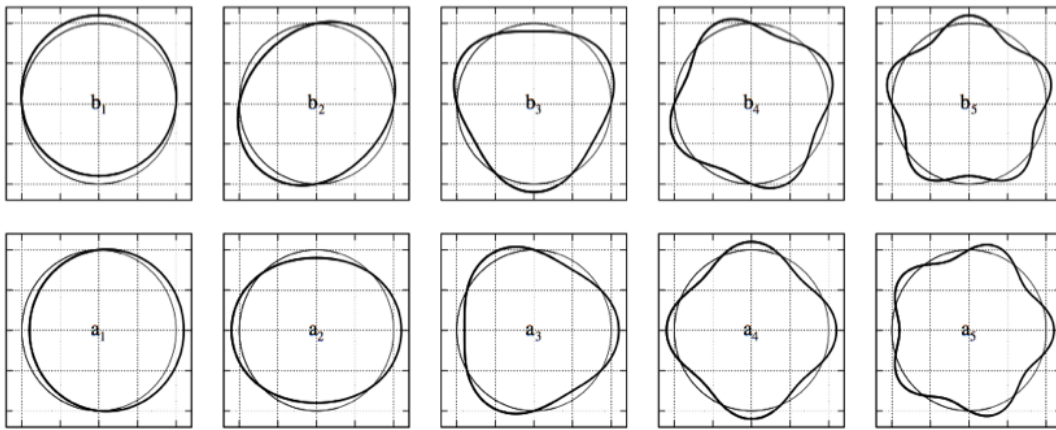 b₁ b₂ b₃ b₄ b₅
a₁ a₂ a₃ a₄ a₅